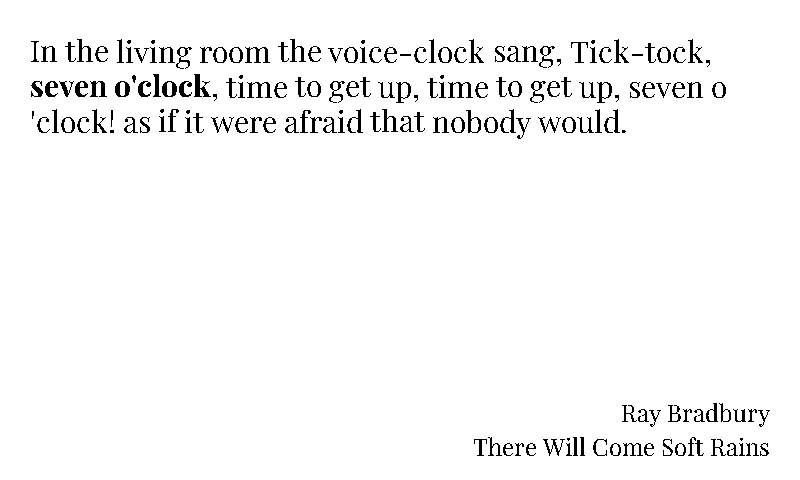 In the living room the voice-clock sang, Tick-tock,
seven o'clock, time to get up, time to get up, seven o
'clock! as if it were afraid that nobody would.
Ray Bradbury
There Will Come Soft Rains